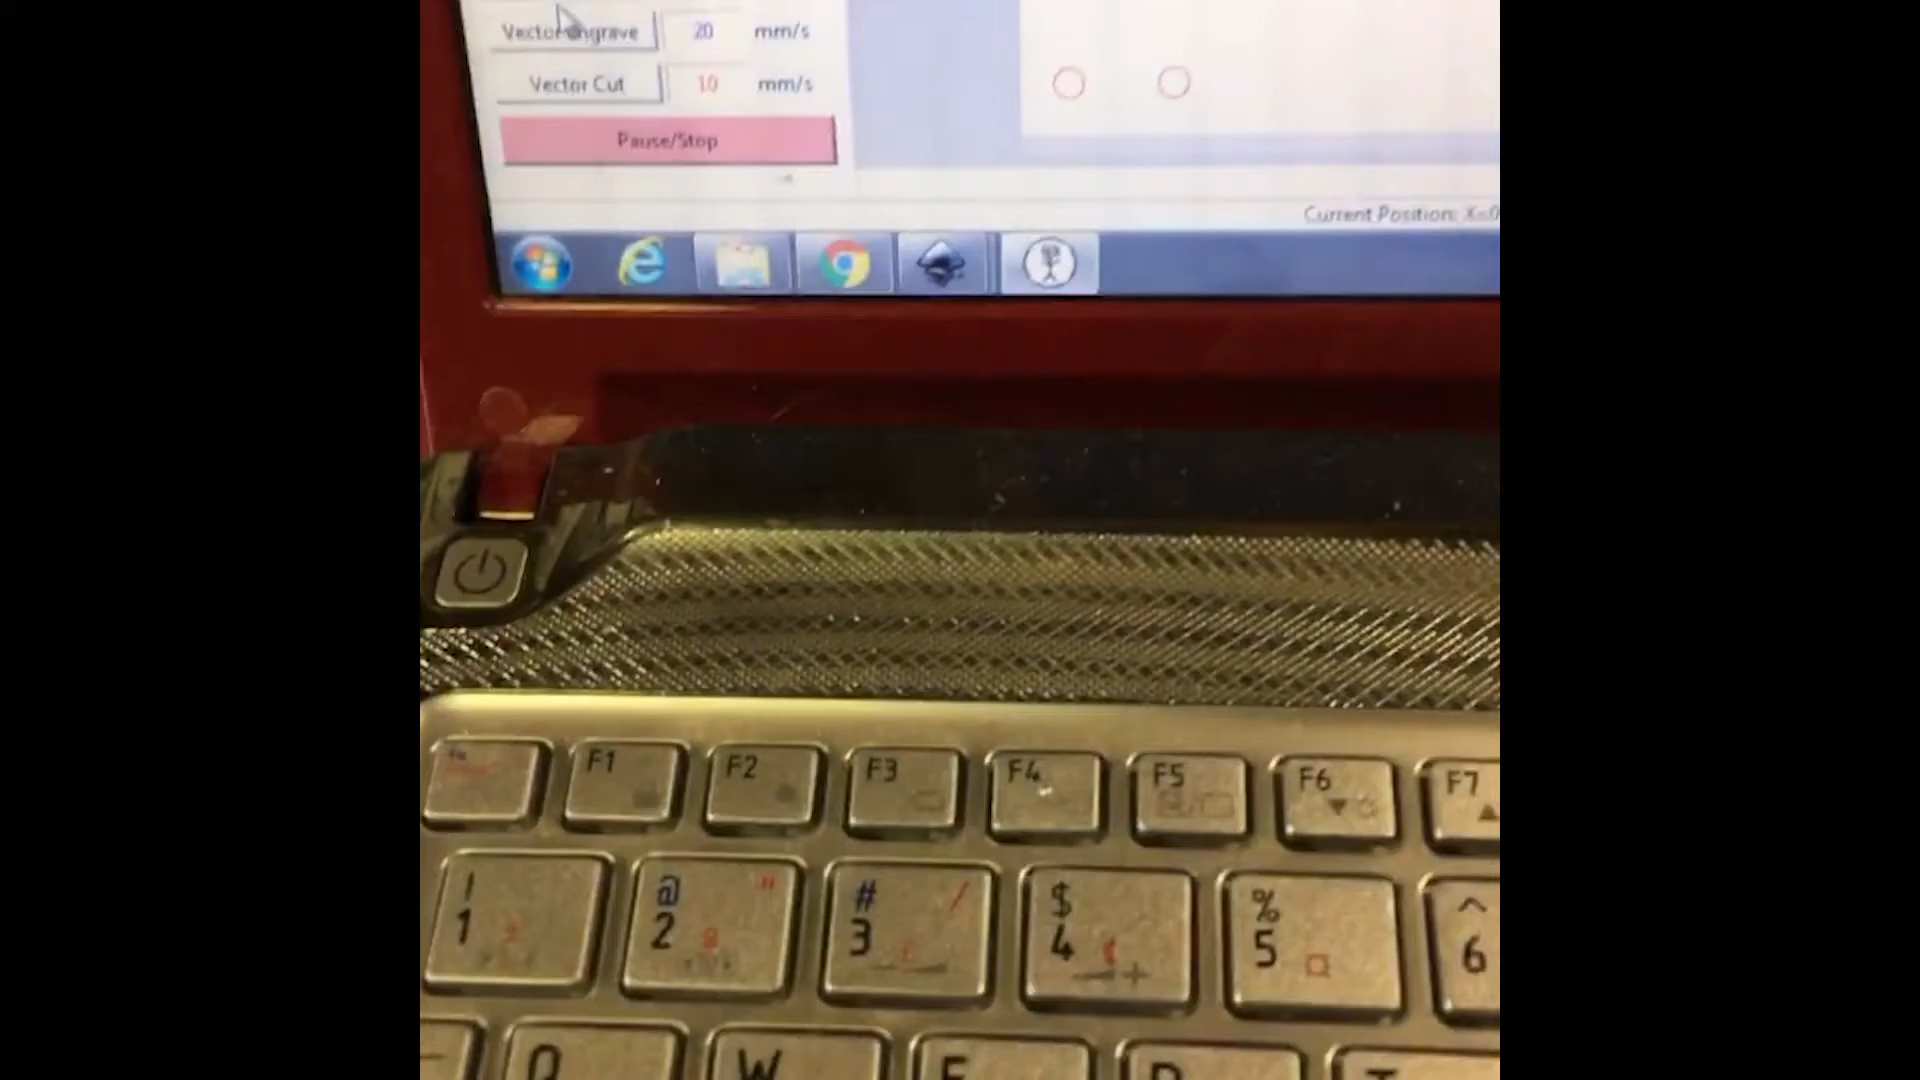 Vector Engrave 20 mm/s
Vector Cut 10 mm/s
Pause/Stop
Current Position: X=0
F1 F2 F3 F4 F5 F6 F7
! @ " # / $ % ^
1 ± 2 3 £ 4 ¢ 5 ¤ 6
Q W E R T